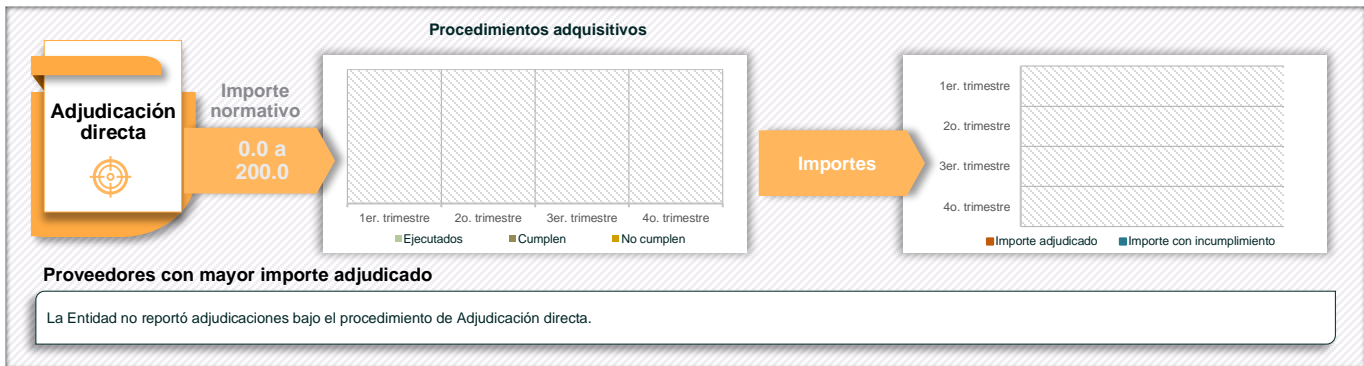 Procedimientos adquisitivos
Adjudicación
directa
Importe
normativo
0.0 a
200.0
1er. trimestre
2o. trimestre
3er. trimestre
4o. trimestre
Ejecutados
Cumplen
No cumplen
Importes
1er. trimestre
2o. trimestre
3er. trimestre
4o. trimestre
Importe adjudicado
Importe con incumplimiento
Proveedores con mayor importe adjudicado
La Entidad no reportó adjudicaciones bajo el procedimiento de Adjudicación directa.